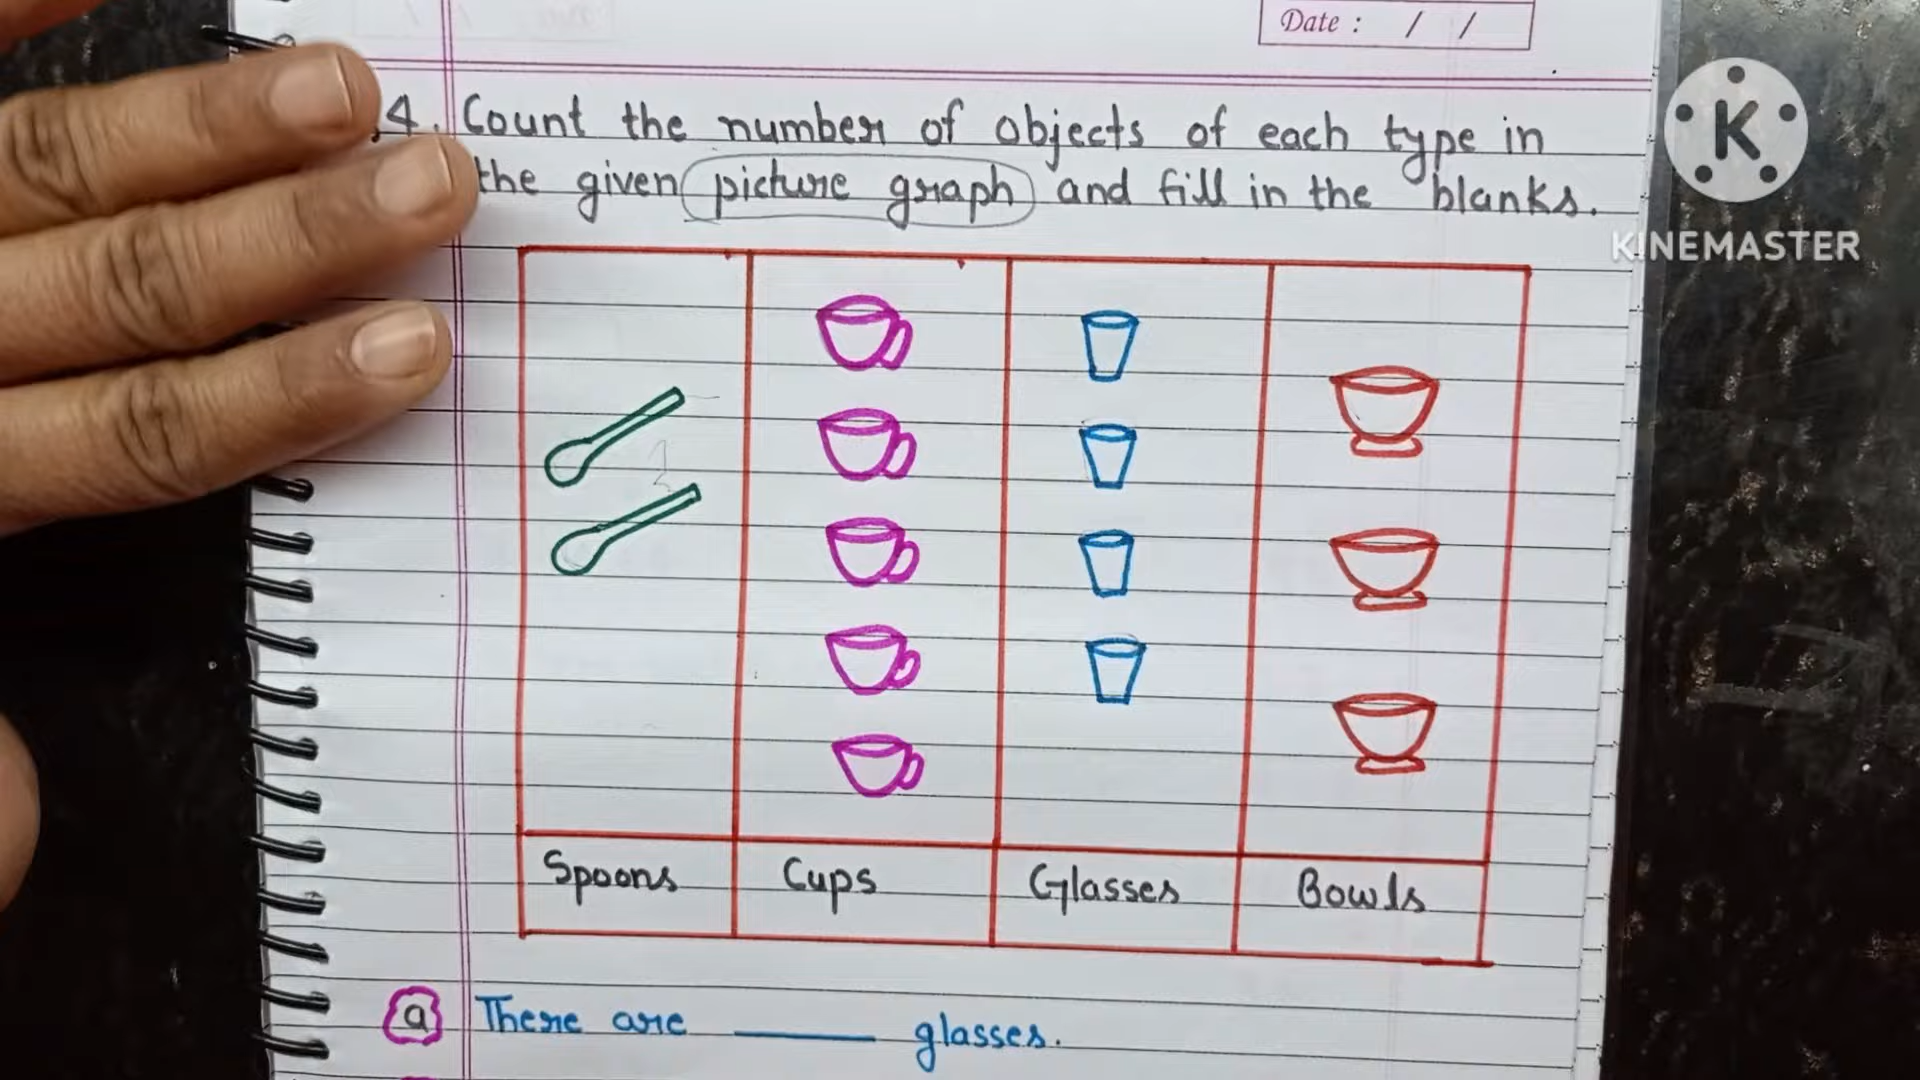 Date : / /
4. Count the number of objects of each type in
the given picture graph and fill in the blanks.
K
KINEMASTER
Spoons Cups Glasses Bowls
a There are ______ glasses.